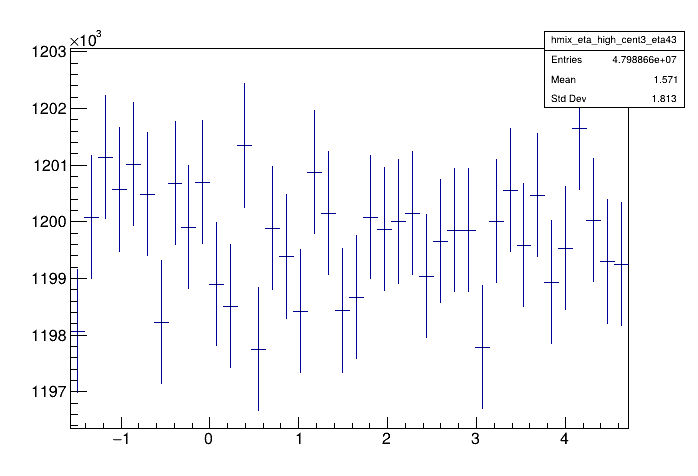 ×10³
hmix_eta_high_cent3_eta43
Entries 4.798866e+07
Mean 1.571
Std Dev 1.813
1203
1202
1201
1200
1199
1198
1197
−1 0 1 2 3 4